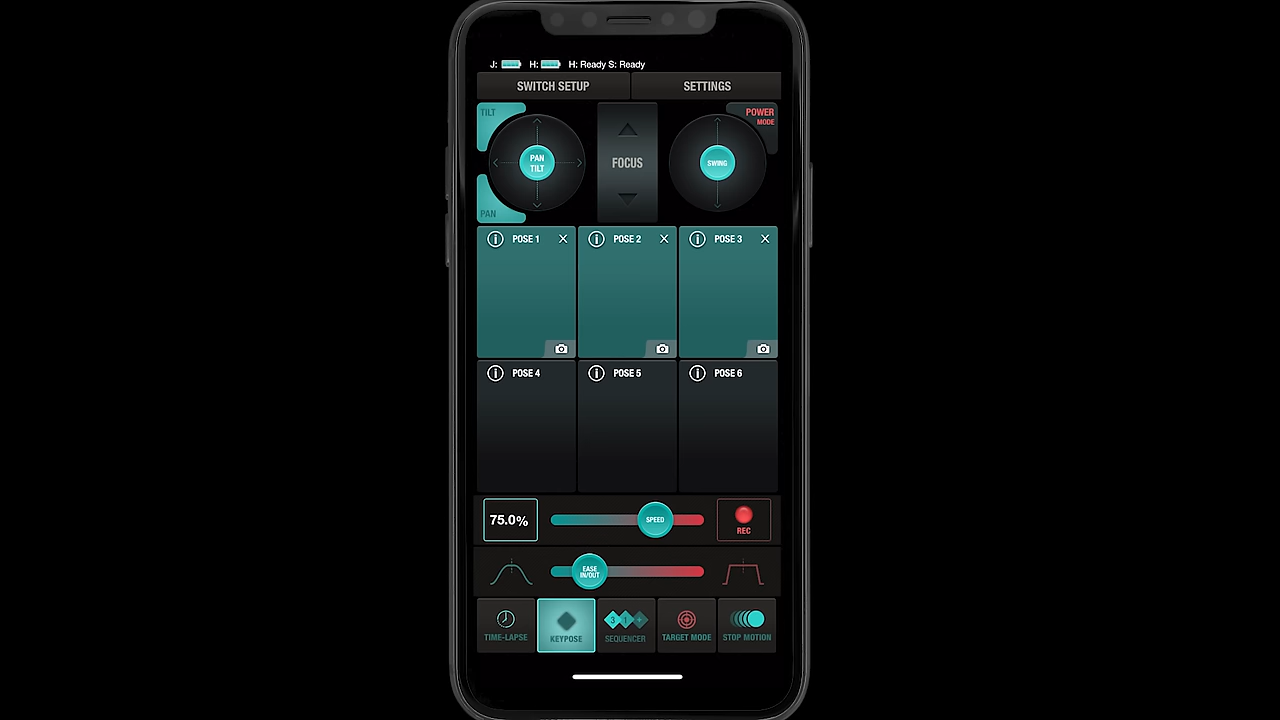 J: H: H: Ready S: Ready
SWITCH SETUP SETTINGS
TILT
POWER
MODE
PAN
TILT
FOCUS
SWING
PAN
POSE 1 POSE 2 POSE 3
POSE 4 POSE 5 POSE 6
75.0%
SPEED
REC
EASE
IN/OUT
3 1 +
TIME-LAPSE KEYPOSE SEQUENCER TARGET MODE STOP MOTION